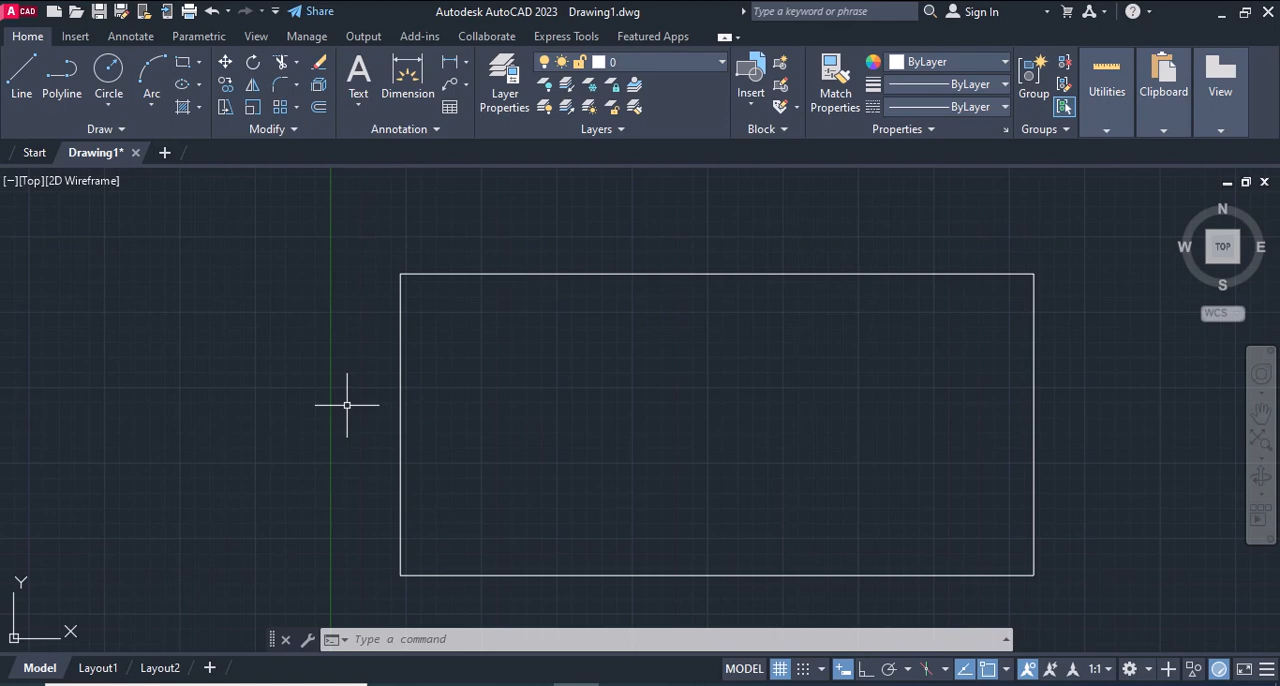 A CAD Share Autodesk AutoCAD 2023 Drawing1.dwg Type a keyword or phrase Sign In
Home Insert Annotate Parametric View Manage Output Add-ins Collaborate Express Tools Featured Apps
0 ByLayer
ByLayer
Line Polyline Circle Arc Text Dimension Layer Properties Insert Match Properties ByLayer Group Utilities Clipboard View
Draw Modify Annotation Layers Block Properties Groups
Start Drawing1*
[−][Top][2D Wireframe]
N
W TOP E
S
WCS
Y
X
Type a command
Model Layout1 Layout2 MODEL 1:1